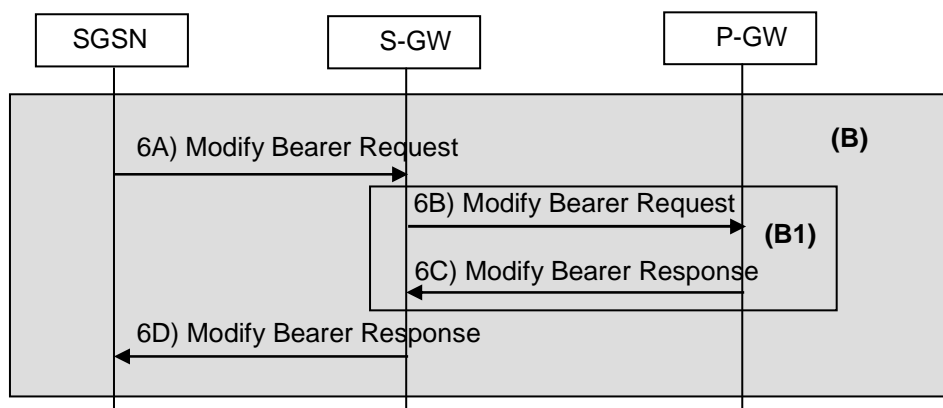 SGSN
S-GW
P-GW
(B)
6A) Modify Bearer Request
6B) Modify Bearer Request
(B1)
6C) Modify Bearer Response
6D) Modify Bearer Response